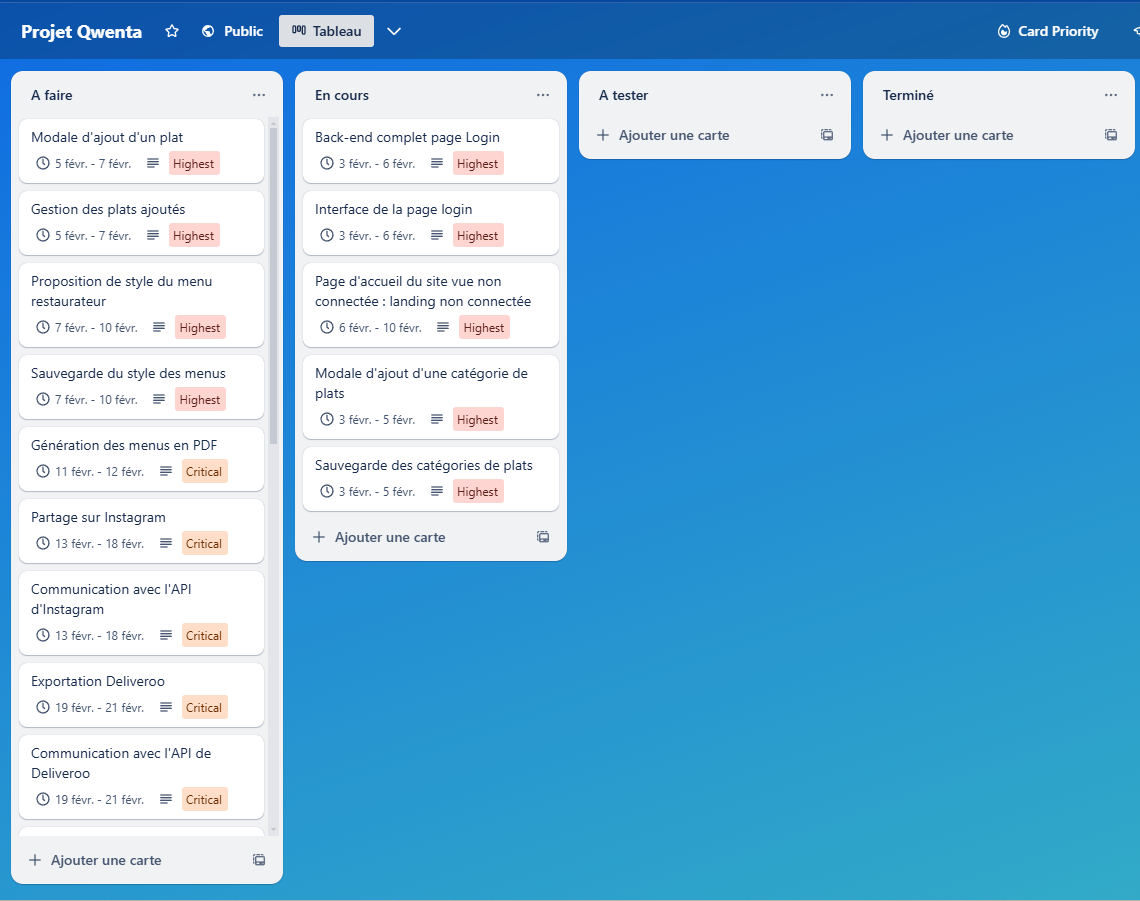 Projet Qwenta Public Tableau Card Priority
A faire
Modale d'ajout d'un plat
5 févr. - 7 févr. Highest
Gestion des plats ajoutés
5 févr. - 7 févr. Highest
Proposition de style du menu
restaurateur
7 févr. - 10 févr. Highest
Sauvegarde du style des menus
7 févr. - 10 févr. Highest
Génération des menus en PDF
11 févr. - 12 févr. Critical
Partage sur Instagram
13 févr. - 18 févr. Critical
Communication avec l'API
d'Instagram
13 févr. - 18 févr. Critical
Exportation Deliveroo
19 févr. - 21 févr. Critical
Communication avec l'API de
Deliveroo
19 févr. - 21 févr. Critical
+ Ajouter une carte
En cours
Back-end complet page Login
3 févr. - 6 févr. Highest
Interface de la page login
3 févr. - 6 févr. Highest
Page d'accueil du site vue non
connectée : landing non connectée
6 févr. - 10 févr. Highest
Modale d'ajout d'une catégorie de
plats
3 févr. - 5 févr. Highest
Sauvegarde des catégories de plats
3 févr. - 5 févr. Highest
+ Ajouter une carte
A tester
+ Ajouter une carte
Terminé
+ Ajouter une carte